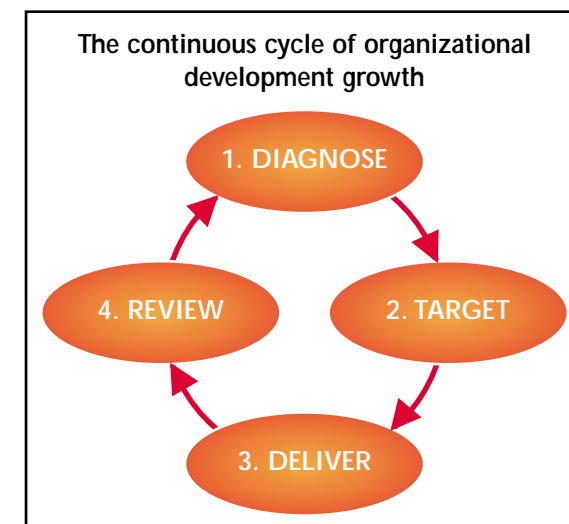 The continuous cycle of organizational
development growth
1. DIAGNOSE
2. TARGET
3. DELIVER
4. REVIEW